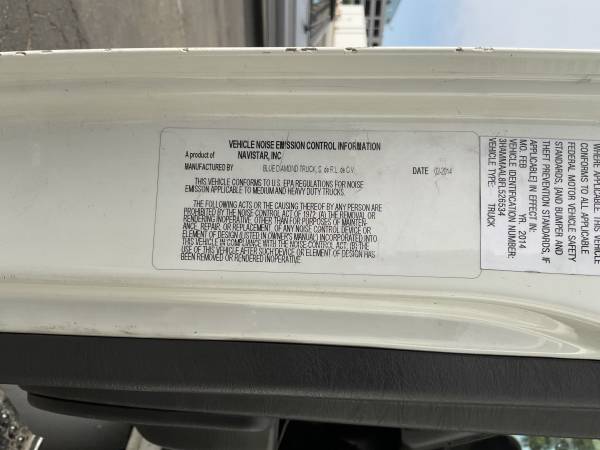 VEHICLE NOISE EMISSION CONTROL INFORMATION
A product of NAVISTAR, INC
MANUFACTURED BY BLUE DIAMOND TRUCK, S. de R.L. de C.V. DATE 02-2014
THIS VEHICLE CONFORMS TO U.S. EPA REGULATIONS FOR NOISE
EMISSION APPLICABLE TO MEDIUM AND HEAVY DUTY TRUCKS.
THE FOLLOWING ACTS OR THE CAUSING THEREOF BY ANY PERSON ARE
PROHIBITED BY THE NOISE CONTROL ACT OF 1972: (A) THE REMOVAL OR
RENDERING INOPERATIVE, OTHER THAN FOR PURPOSES OF MAINTEN-
ANCE, REPAIR, OR REPLACEMENT, OF ANY NOISE CONTROL DEVICE OR
ELEMENT OF DESIGN (LISTED IN OWNER'S MANUAL) INCORPORATED INTO
THIS VEHICLE IN COMPLIANCE WITH THE NOISE CONTROL ACT, (B) THE
USE OF THIS VEHICLE AFTER SUCH DEVICE OR ELEMENT OF DESIGN HAS
BEEN REMOVED OR RENDERED INOPERATIVE.
WHEN APPLICABLE, THIS VEHICLE
CONFORMS TO ALL APPLICABLE
FEDERAL MOTOR VEHICLE SAFETY
STANDARDS, [AND BUMPER AND
THEFT PREVENTION STANDARDS, IF
APPLICABLE] IN EFFECT IN:
MO. FEB YR. 2014
VEHICLE IDENTIFICATION NUMBER:
3HAMMAAL8FL526534
VEHICLE TYPE: TRUCK